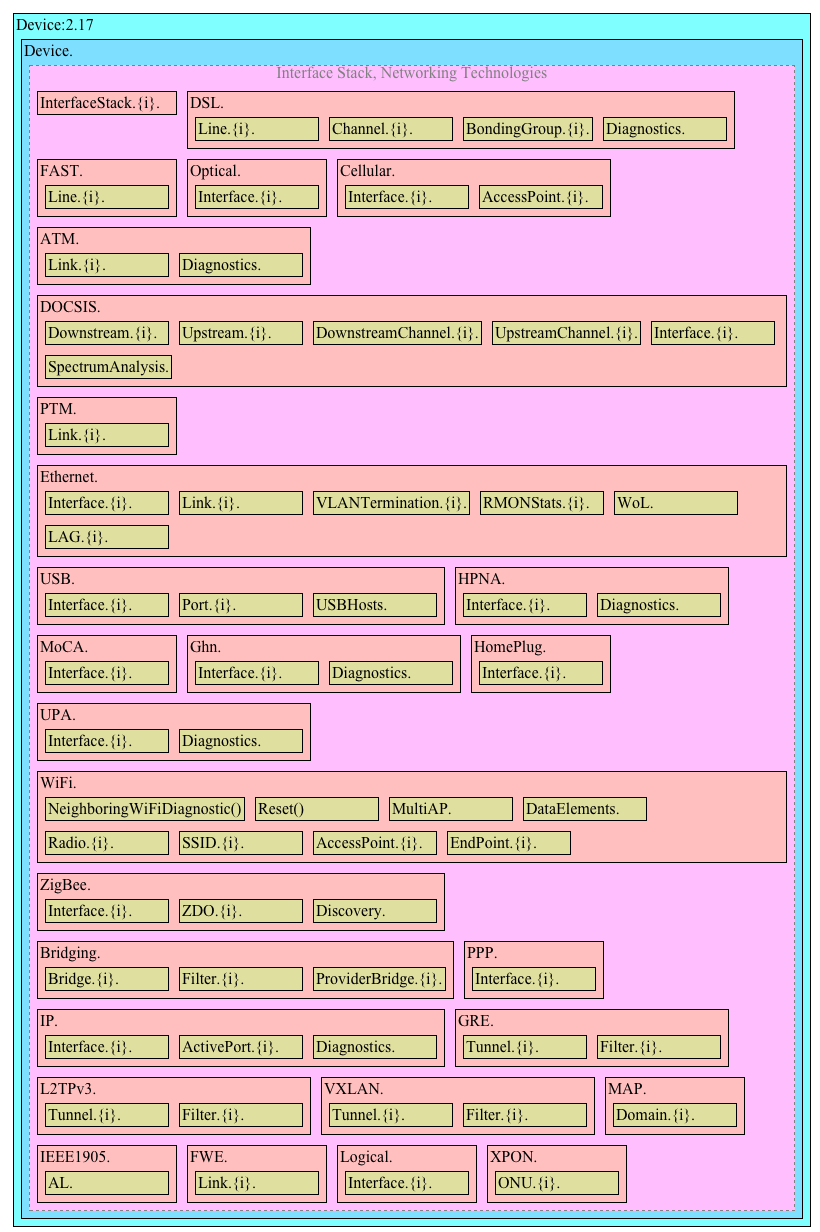 Device:2.17
Device.
Interface Stack, Networking Technologies
InterfaceStack.{i}.
DSL.
Line.{i}. Channel.{i}. BondingGroup.{i}. Diagnostics.
FAST. Optical. Cellular.
Line.{i}. Interface.{i}. Interface.{i}. AccessPoint.{i}.
ATM.
Link.{i}. Diagnostics.
DOCSIS.
Downstream.{i}. Upstream.{i}. DownstreamChannel.{i}. UpstreamChannel.{i}. Interface.{i}.
SpectrumAnalysis.
PTM.
Link.{i}.
Ethernet.
Interface.{i}. Link.{i}. VLANTermination.{i}. RMONStats.{i}. WoL.
LAG.{i}.
USB. HPNA.
Interface.{i}. Port.{i}. USBHosts. Interface.{i}. Diagnostics.
MoCA. Ghn. HomePlug.
Interface.{i}. Interface.{i}. Diagnostics. Interface.{i}.
UPA.
Interface.{i}. Diagnostics.
WiFi.
NeighboringWiFiDiagnostic() Reset() MultiAP. DataElements.
Radio.{i}. SSID.{i}. AccessPoint.{i}. EndPoint.{i}.
ZigBee.
Interface.{i}. ZDO.{i}. Discovery.
Bridging. PPP.
Bridge.{i}. Filter.{i}. ProviderBridge.{i}. Interface.{i}.
IP. GRE.
Interface.{i}. ActivePort.{i}. Diagnostics. Tunnel.{i}. Filter.{i}.
L2TPv3. VXLAN. MAP.
Tunnel.{i}. Filter.{i}. Tunnel.{i}. Filter.{i}. Domain.{i}.
IEEE1905. FWE. Logical. XPON.
AL. Link.{i}. Interface.{i}. ONU.{i}.